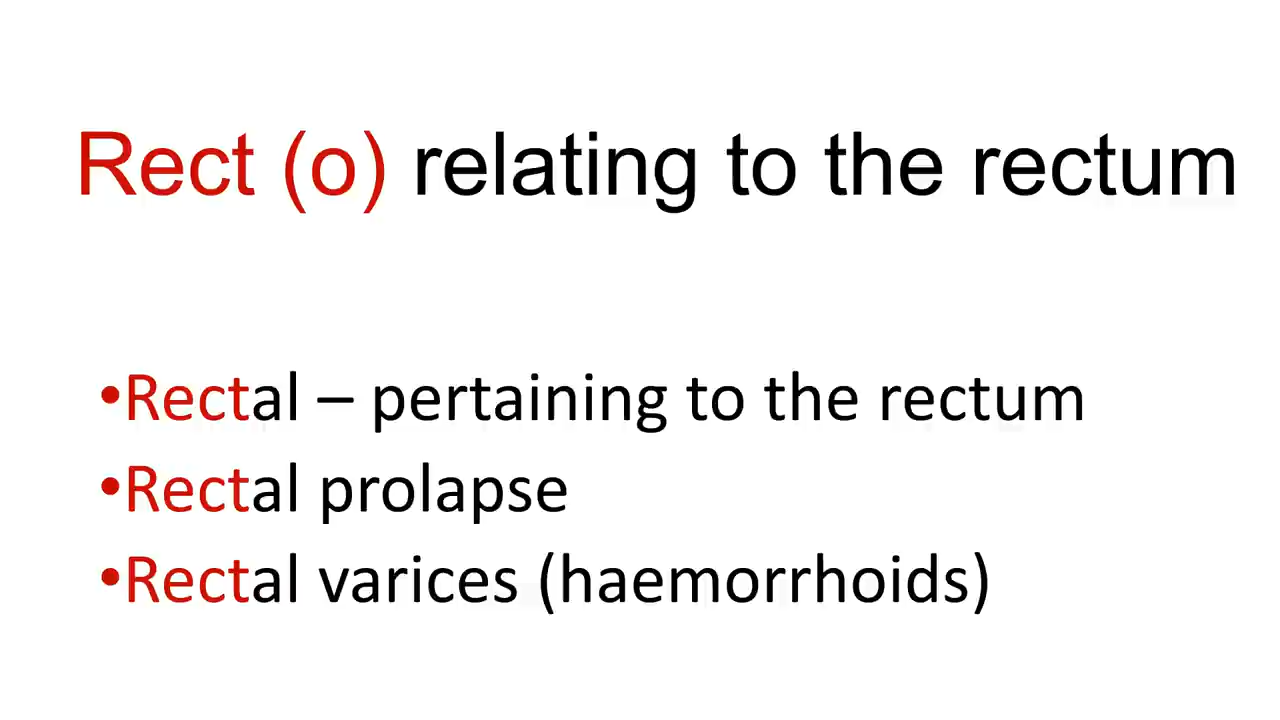 Rect (o) relating to the rectum
•Rectal – pertaining to the rectum
•Rectal prolapse
•Rectal varices (haemorrhoids)